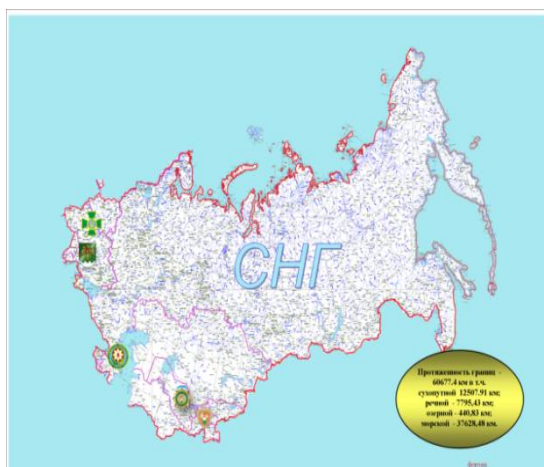 СНГ
Протяженность границ -
60677.4 км в т.ч.
сухопутной 12507.91 км;
речной - 7795,43 км;
озерной - 440,83 км;
морской - 37628,48 км.